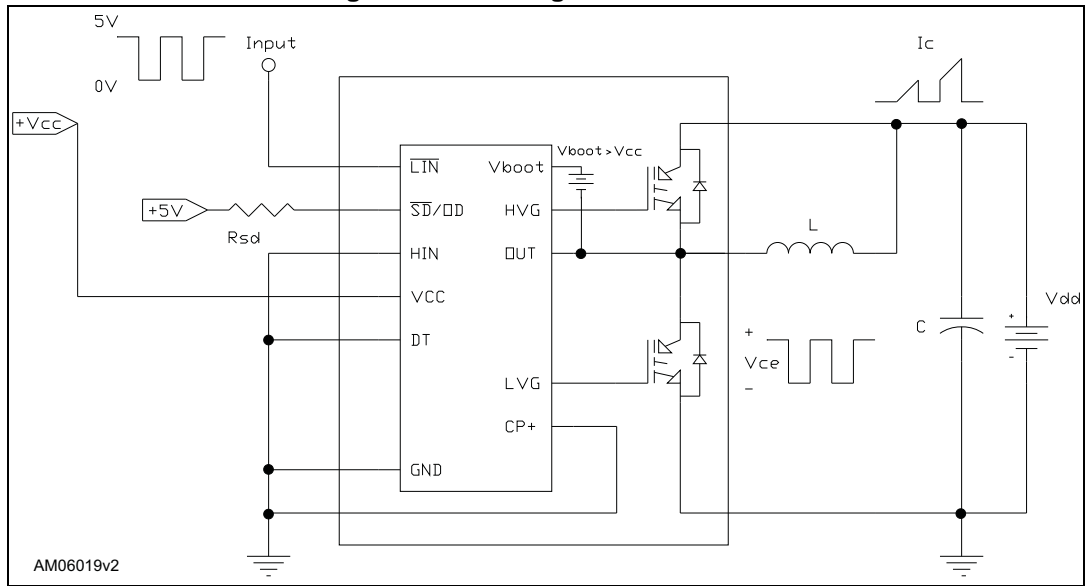 5V
0V
Input
Ic
+Vcc
Vboot>Vcc
LIN
Vboot
+5V
Rsd
SD/OD
HVG
HIN
OUT
L
VCC
Vdd
+
C
-
DT
+
Vce
-
LVG
CP+
GND
AM06019v2